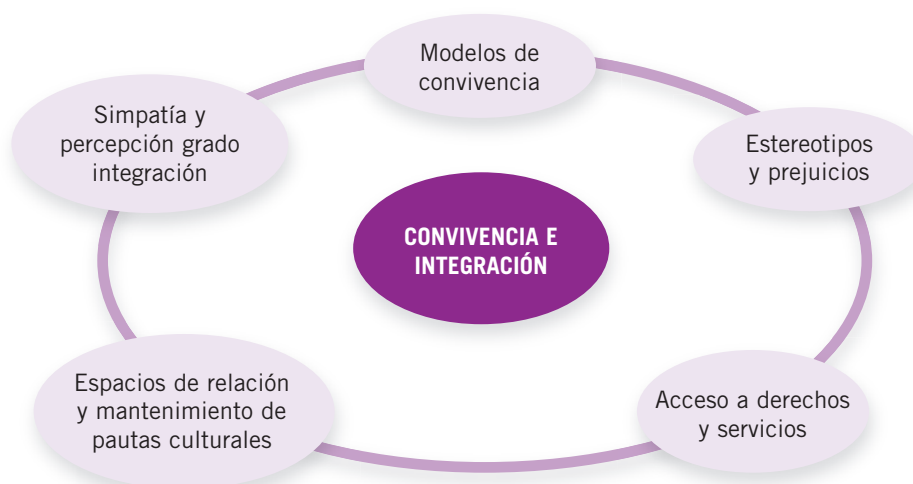 Modelos de
convivencia
Simpatía y
percepción grado
integración
Estereotipos
y prejuicios
CONVIVENCIA E
INTEGRACIÓN
Espacios de relación
y mantenimiento de
pautas culturales
Acceso a derechos
y servicios